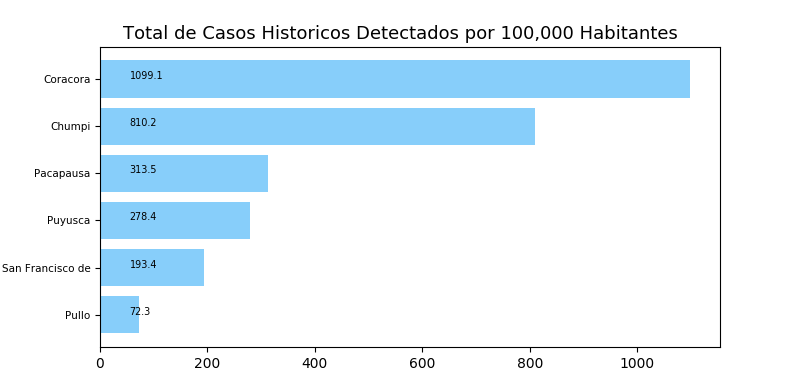 Total de Casos Historicos Detectados por 100,000 Habitantes
Coracora 1099.1
Chumpi 810.2
Pacapausa 313.5
Puyusca 278.4
San Francisco de 193.4
Pullo 72.3
0 200 400 600 800 1000